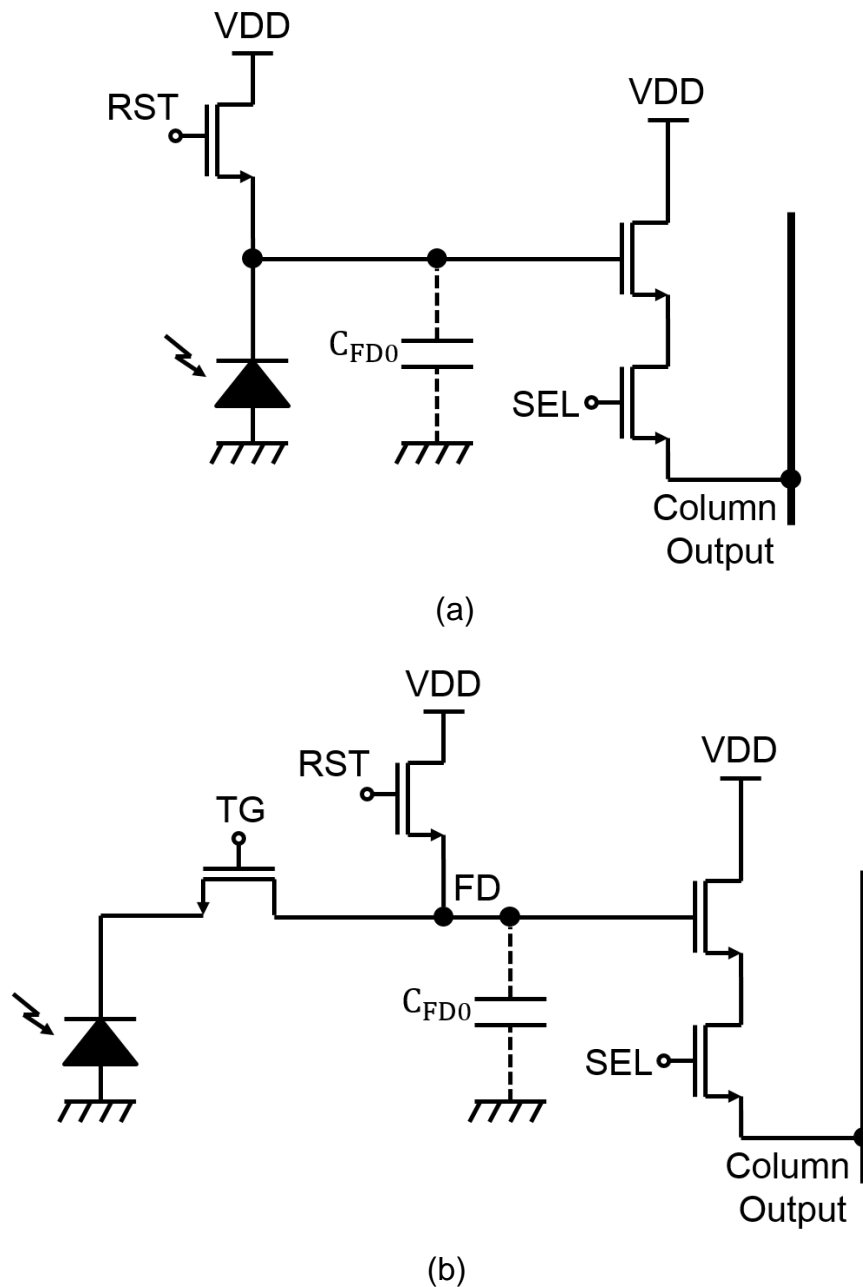 VDD
RST
VDD
C_FD0
SEL
Column
Output
(a)
VDD
RST
VDD
TG
FD
C_FD0
SEL
Column
Output
(b)